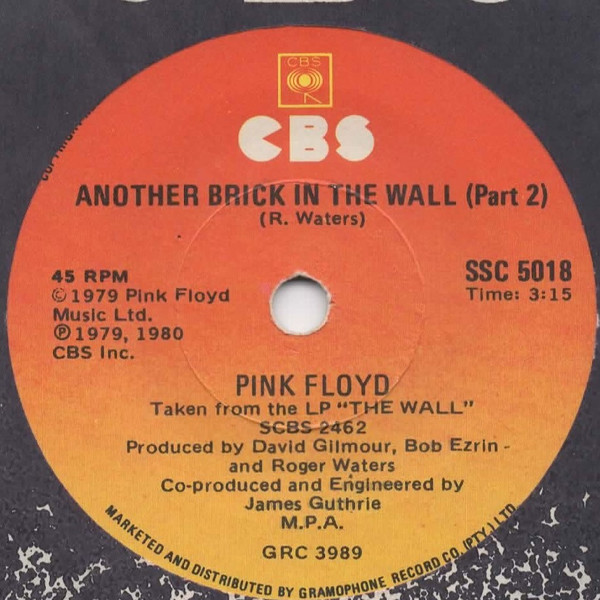 CBS
CBS
ANOTHER BRICK IN THE WALL (Part 2)
(R. Waters)
45 RPM
© 1979 Pink Floyd
Music Ltd.
℗ 1979, 1980
CBS Inc.
SSC 5018
Time: 3:15
PINK FLOYD
Taken from the LP "THE WALL"
SCBS 2462
Produced by David Gilmour, Bob Ezrin -
and Roger Waters
Co-produced and Engineered by
James Guthrie
M.P.A.
GRC 3989
MARKETED AND DISTRIBUTED BY GRAMOPHONE RECORD CO. (PTY.) LTD